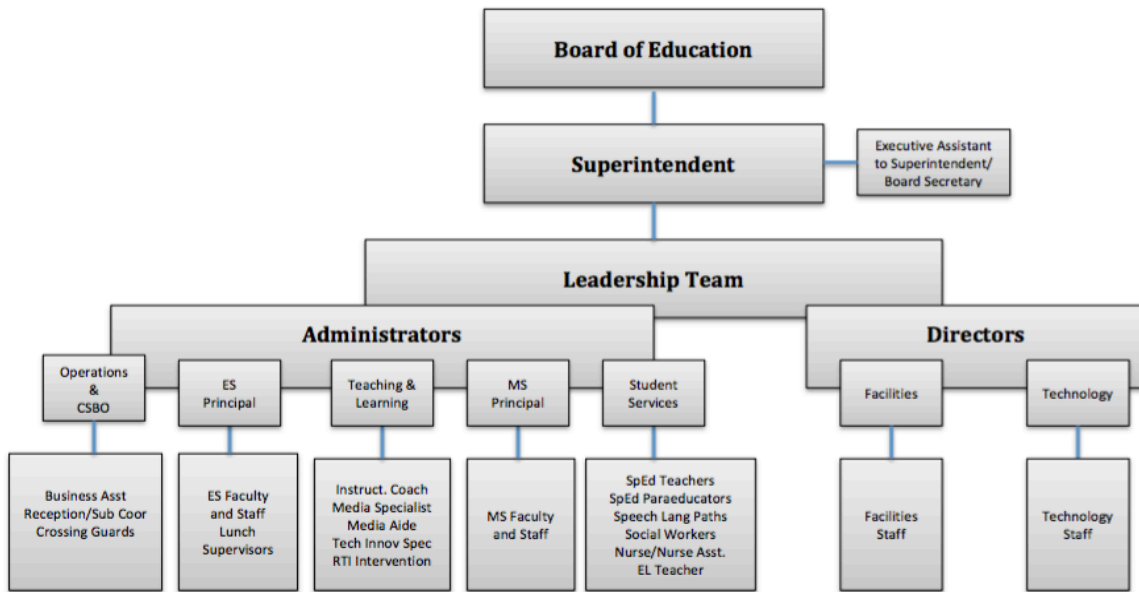 Board of Education
Superintendent
Executive Assistant
to Superintendent/
Board Secretary
Leadership Team
Administrators
Directors
Operations
&
CSBO
ES
Principal
Teaching &
Learning
MS
Principal
Student
Services
Facilities
Technology
Business Asst
Reception/Sub Coor
Crossing Guards
ES Faculty
and Staff
Lunch
Supervisors
Instruct. Coach
Media Specialist
Media Aide
Tech Innov Spec
RTI Intervention
MS Faculty
and Staff
SpEd Teachers
SpEd Paraeducators
Speech Lang Paths
Social Workers
Nurse/Nurse Asst.
EL Teacher
Facilities
Staff
Technology
Staff